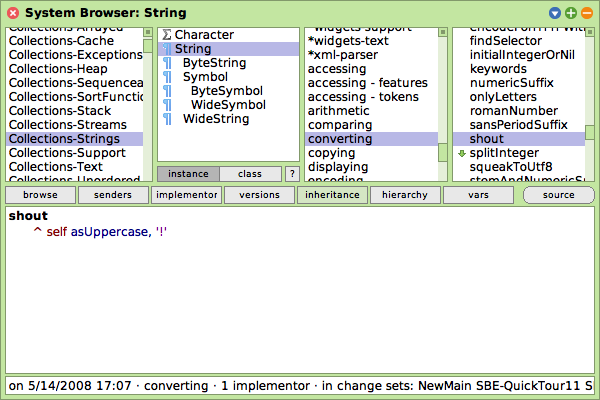 System Browser: String
Collections-Arrayed
Collections-Cache
Collections-Exceptions
Collections-Heap
Collections-Sequencea
Collections-SortFunctio
Collections-Stack
Collections-Streams
Collections-Strings
Collections-Support
Collections-Text
Collections-Unordered
Character
String
ByteString
Symbol
ByteSymbol
WideSymbol
WideString
instance class ?
*widgets-support
*widgets-text
*xml-parser
accessing
accessing - features
accessing - tokens
arithmetic
comparing
converting
copying
displaying
encoding
findSelector
initialIntegerOrNil
keywords
numericSuffix
onlyLetters
romanNumber
sansPeriodSuffix
shout
splitInteger
squeakToUtf8
stemAndNumericSu
browse senders implementor versions inheritance hierarchy vars source
shout
^ self asUppercase, '!'
on 5/14/2008 17:07 · converting · 1 implementor · in change sets: NewMain SBE-QuickTour11 S